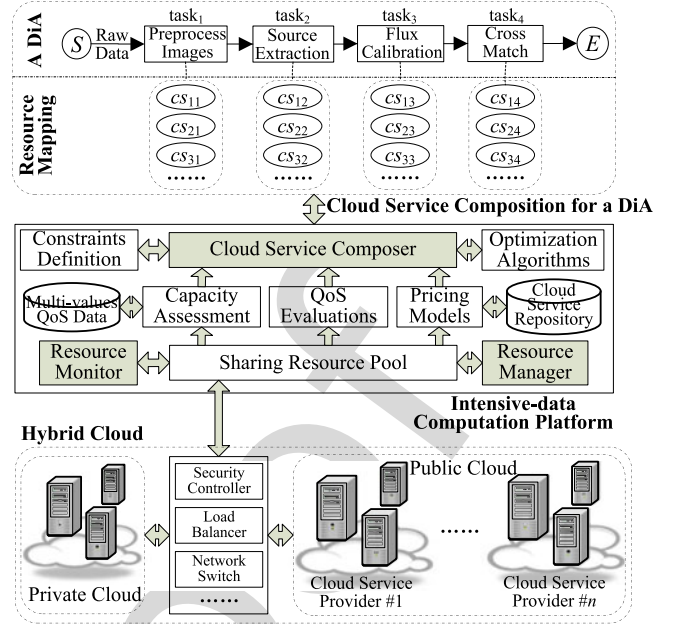 A DiA
S
Raw
Data
task1
Preprocess
Images
task2
Source
Extraction
task3
Flux
Calibration
task4
Cross
Match
E
Resource
Mapping
cs11
cs12
cs13
cs14
cs21
cs22
cs23
cs24
cs31
cs32
cs33
cs34
......
......
......
......
Cloud Service Composition for a DiA
Constraints
Definition
Cloud Service Composer
Optimization
Algorithms
Multi-values
QoS Data
Capacity
Assessment
QoS
Evaluations
Pricing
Models
Cloud
Service
Repository
Resource
Monitor
Sharing Resource Pool
Resource
Manager
Intensive-data
Computation Platform
Hybrid Cloud
Security
Controller
Load
Balancer
Network
Switch
......
Public Cloud
......
Private Cloud
Cloud Service
Provider #1
Cloud Service
Provider #n